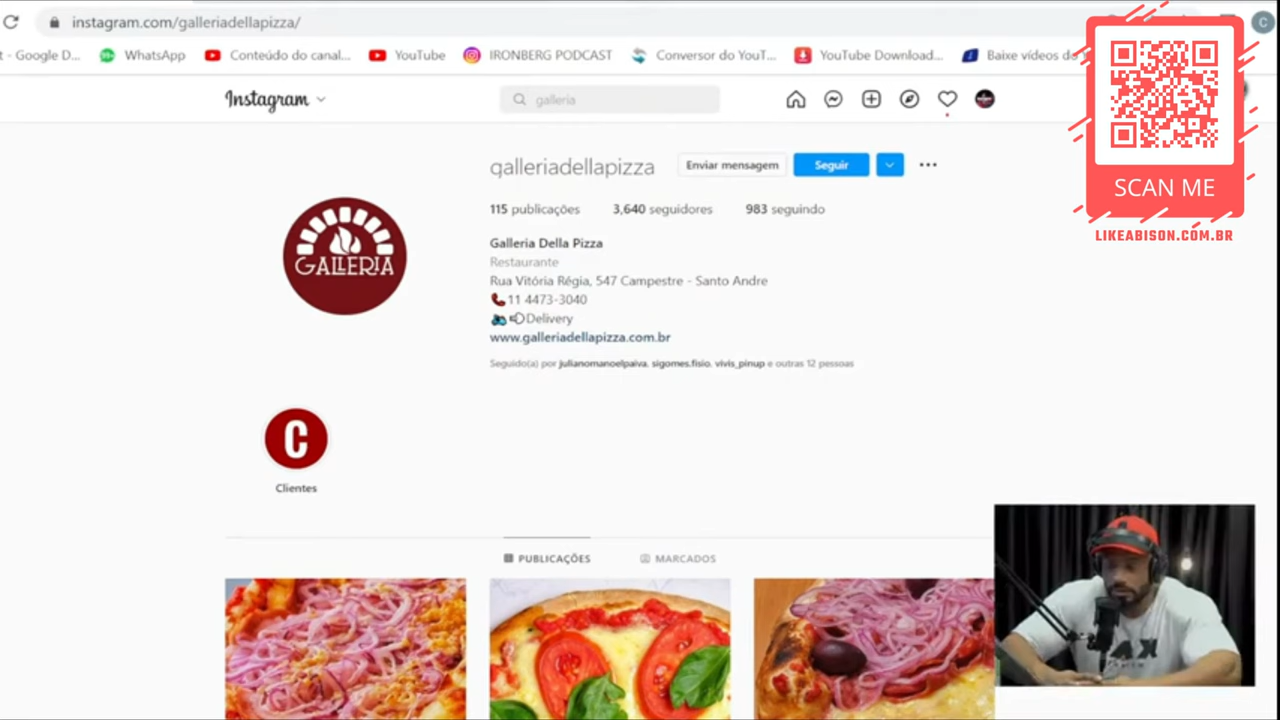 instagram.com/galleriadellapizza/
t - Google D...
WhatsApp
Conteúdo do canal...
YouTube
IRONBERG PODCAST
Conversor do YouT...
YouTube Download...
Baixe vídeos do
C
Instagram
galleria
SCAN ME
LIKEABISON.COM.BR
galleriadellapizza
Enviar mensagem
Seguir
115 publicações
3,640 seguidores
983 seguindo
Galleria Della Pizza
Restaurante
Rua Vitória Régia, 547 Campestre - Santo Andre
11 4473-3040
Delivery
www.galleriadellapizza.com.br
Seguido(a) por julianomanoelpaiva, sigomes.fisio, vivis_pinup e outras 12 pessoas
GALLERIA
C
Clientes
PUBLICAÇÕES
MARCADOS